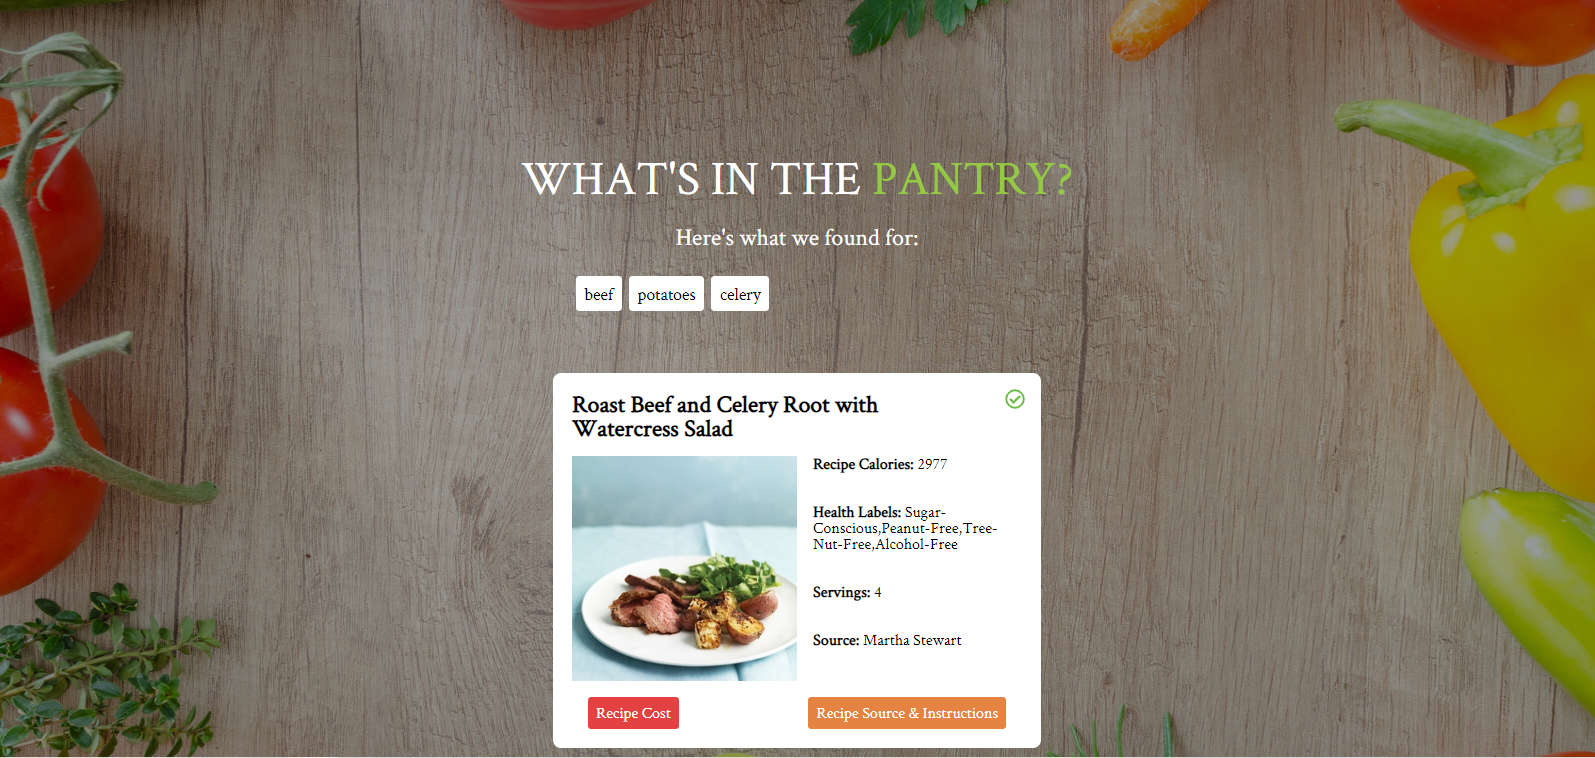 WHAT'S IN THE PANTRY?
Here's what we found for:
beef potatoes celery
Roast Beef and Celery Root with
Watercress Salad
Recipe Calories: 2977
Health Labels: Sugar-
Conscious,Peanut-Free,Tree-
Nut-Free,Alcohol-Free
Servings: 4
Source: Martha Stewart
Recipe Cost Recipe Source & Instructions